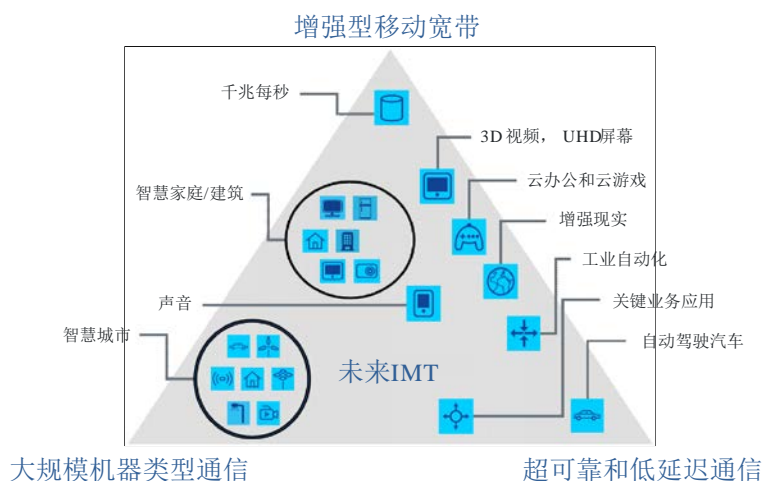 增强型移动宽带
千兆每秒
3D视频， UHD屏幕
智慧家庭/建筑
云办公和云游戏
增强现实
工业自动化
声音
关键业务应用
智慧城市
自动驾驶汽车
未来IMT
大规模机器类型通信
超可靠和低延迟通信